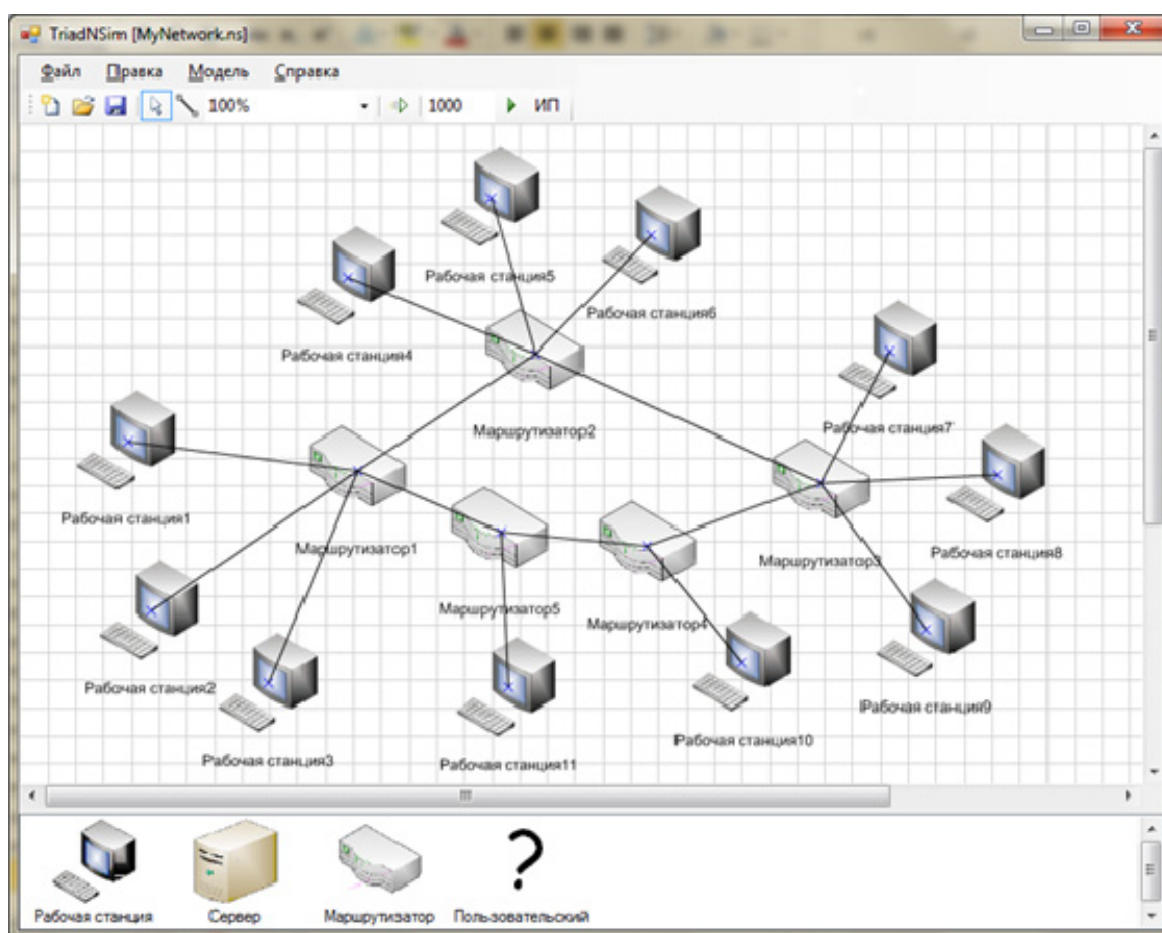 TriadNSim [MyNetwork.ns]
Файл Правка Модель Справка
100% 1000 ИП
Рабочая станция5
Рабочая станция6
Рабочая станция4
Рабочая станция7
Маршрутизатор2
Рабочая станция1
Маршрутизатор1
Рабочая станция8
Маршрутизатор3
Маршрутизатор5
Маршрутизатор4
Рабочая станция2
Рабочая станция9
Рабочая станция10
Рабочая станция3
Рабочая станция11
Рабочая станция Сервер Маршрутизатор Пользовательский